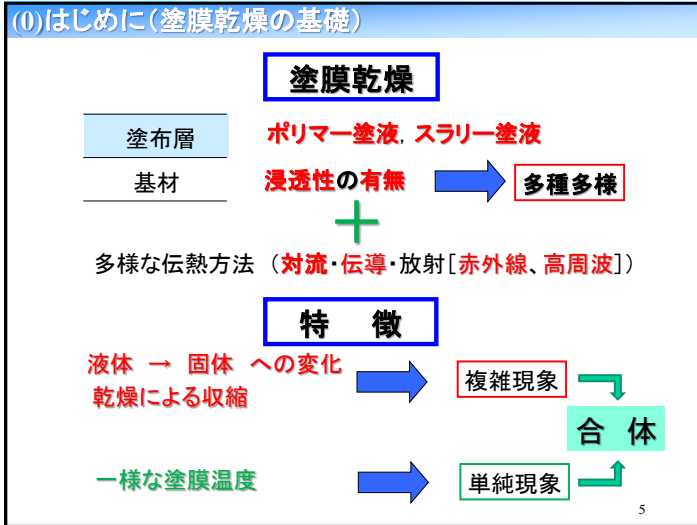 (0)はじめに(塗膜乾燥の基礎)
塗膜乾燥
塗布層 ポリマー塗液, スラリー塗液
基材 浸透性の有無 多種多様
+
多様な伝熱方法 (対流・伝導・放射[赤外線、高周波])
特 徴
液体 → 固体 への変化
乾燥による収縮
複雑現象
合 体
一様な塗膜温度 単純現象
5